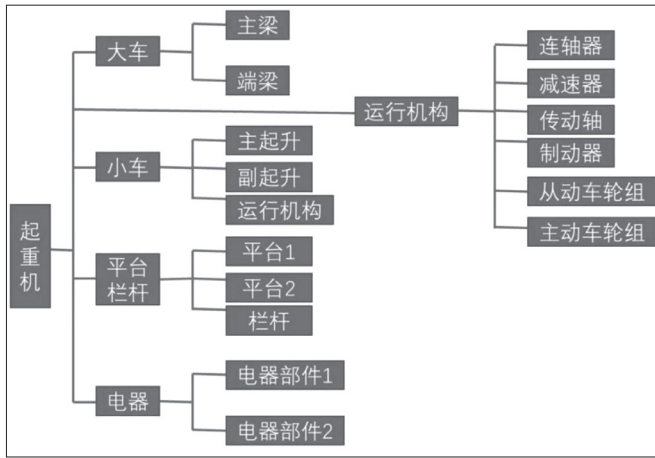 起重机
大车
主梁
端梁
运行机构
连轴器
减速器
传动轴
制动器
从动车轮组
主动车轮组
小车
主起升
副起升
运行机构
平台
栏杆
平台1
平台2
栏杆
电器
电器部件1
电器部件2